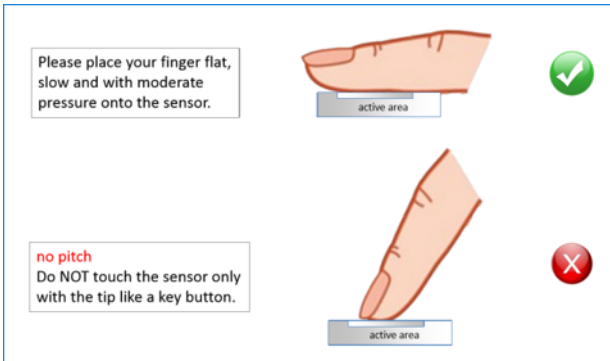 Please place your finger flat,
slow and with moderate
pressure onto the sensor.
active area
no pitch
Do NOT touch the sensor only
with the tip like a key button.
active area